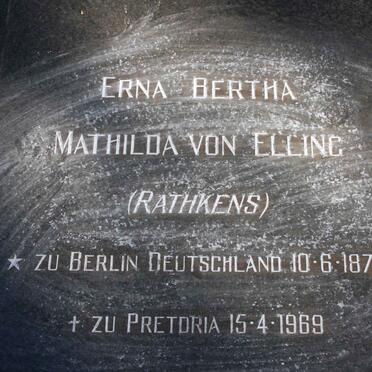 ERNA BERTHA
MATHILDA VON ELLING
(RATHKENS)
★ ZU BERLIN DEUTSCHLAND 10·6·187
✝ ZU PRETORIA 15·4·1969